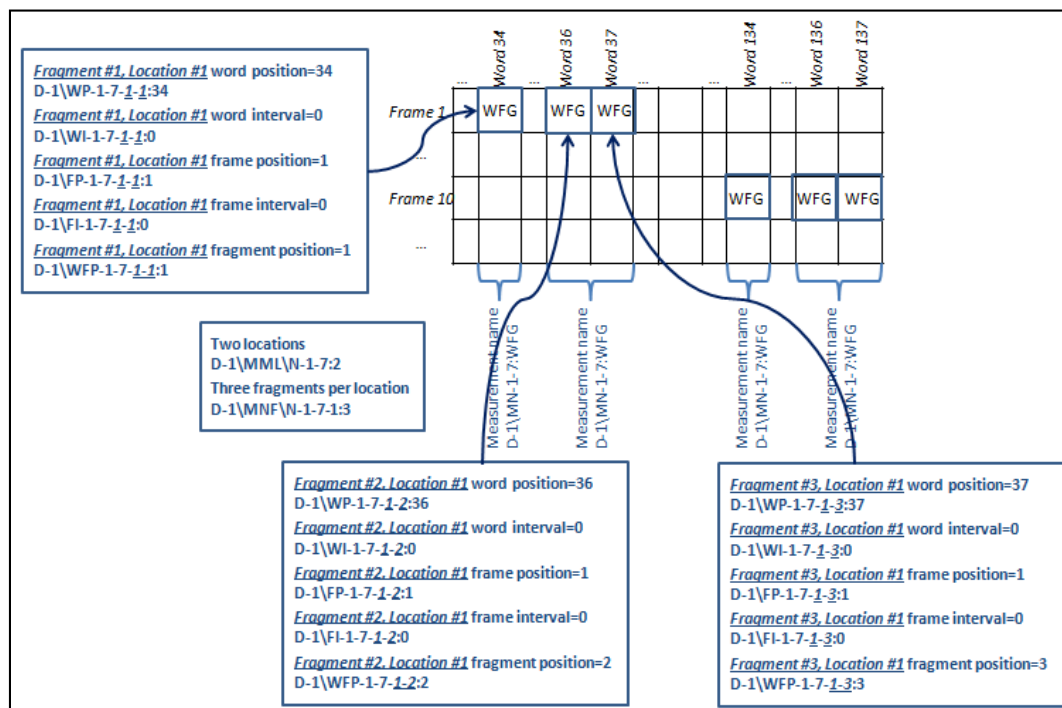 Fragment #1, Location #1 word position=34
D-1\WP-1-7-1-1:34
Fragment #1, Location #1 word interval=0
D-1\WI-1-7-1-1:0
Fragment #1, Location #1 frame position=1
D-1\FP-1-7-1-1:1
Fragment #1, Location #1 frame interval=0
D-1\FI-1-7-1-1:0
Fragment #1, Location #1 fragment position=1
D-1\WFP-1-7-1-1:1
... Word 34 ... Word 36 Word 37 ... ... Word 134 ... Word 136 Word 137
Frame 1 WFG WFG WFG
...
Frame 10 WFG WFG WFG
...
Measurement name
D-1\MN-1-7:WFG
Measurement name
D-1\MN-1-7:WFG
Measurement name
D-1\MN-1-7:WFG
Measurement name
D-1\MN-1-7:WFG
Two locations
D-1\MML\N-1-7:2
Three fragments per location
D-1\MNF\N-1-7-1:3
Fragment #2. Location #1 word position=36
D-1\WP-1-7-1-2:36
Fragment #2. Location #1 word interval=0
D-1\WI-1-7-1-2:0
Fragment #2. Location #1 frame position=1
D-1\FP-1-7-1-2:1
Fragment #2. Location #1 frame interval=0
D-1\FI-1-7-1-2:0
Fragment #2. Location #1 fragment position=2
D-1\WFP-1-7-1-2:2
Fragment #3, Location #1 word position=37
D-1\WP-1-7-1-3:37
Fragment #3, Location #1 word interval=0
D-1\WI-1-7-1-3:0
Fragment #3, Location #1 frame position=1
D-1\FP-1-7-1-3:1
Fragment #3, Location #1 frame interval=0
D-1\FI-1-7-1-3:0
Fragment #3, Location #1 fragment position=3
D-1\WFP-1-7-1-3:3